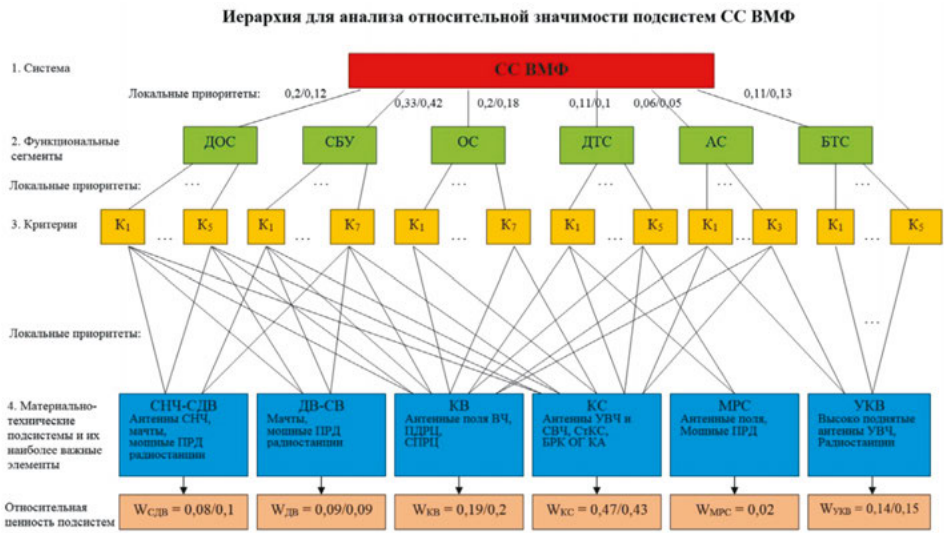 Иерархия для анализа относительной значимости подсистем СС ВМФ
1. Система
СС ВМФ
Локальные приоритеты:
0,2/0,12
0,33/0,42
0,2/0,18
0,11/0,1
0,06/0,05
0,11/0,13
2. Функциональные
сегменты
ДОС
СБУ
ОС
ДТС
АС
БТС
Локальные приоритеты:
...
...
...
...
...
...
3. Критерии
К1
...
К5
К1
...
К7
К1
...
К7
К1
...
К5
К1
...
К3
К1
...
К5
Локальные приоритеты:
...
4. Материально-
технические
подсистемы и их
наиболее важные
элементы
СНЧ-СДВ
Антенны СНЧ,
мачты,
мощные ПРД
радиостанции
ДВ-СВ
Мачты,
мощные ПРД
радиостанции
КВ
Антенные поля ВЧ,
ПДРЦ,
СПРЦ
КС
Антенны УВЧ и
СВЧ, СтКС,
БРК ОГ КА
МРС
Антенные поля,
Мощные ПРД
УКВ
Высоко поднятые
антенны УВЧ,
Радиостанции
Относительная
ценность подсистем
WСДВ = 0,08/0,1
WДВ = 0,09/0,09
WКВ = 0,19/0,2
WКС = 0,47/0,43
WМРС = 0,02
WУКВ = 0,14/0,15